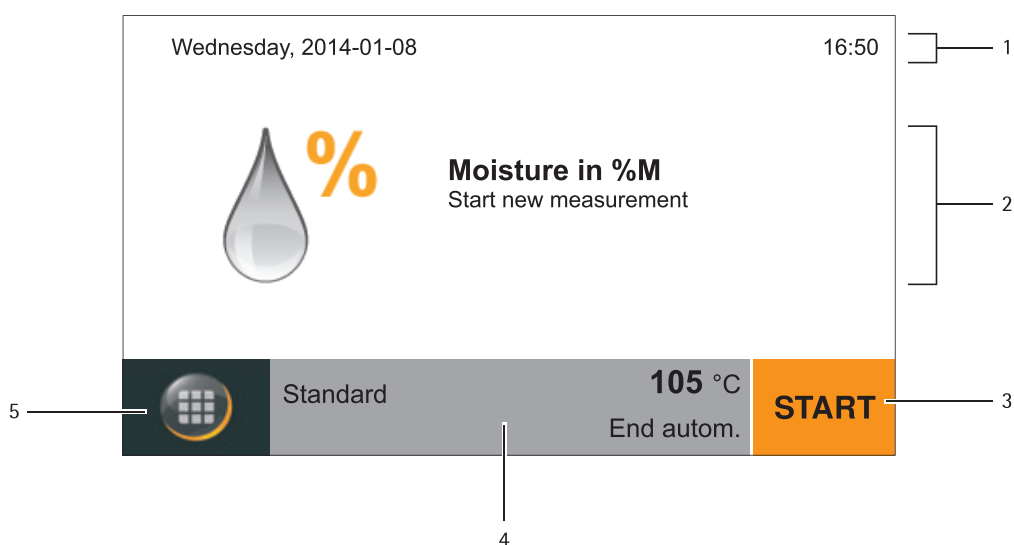 Wednesday, 2014-01-08 16:50
1
%
Moisture in %M
Start new measurement
2
Standard
105 °C
End autom.
START
3
5
4